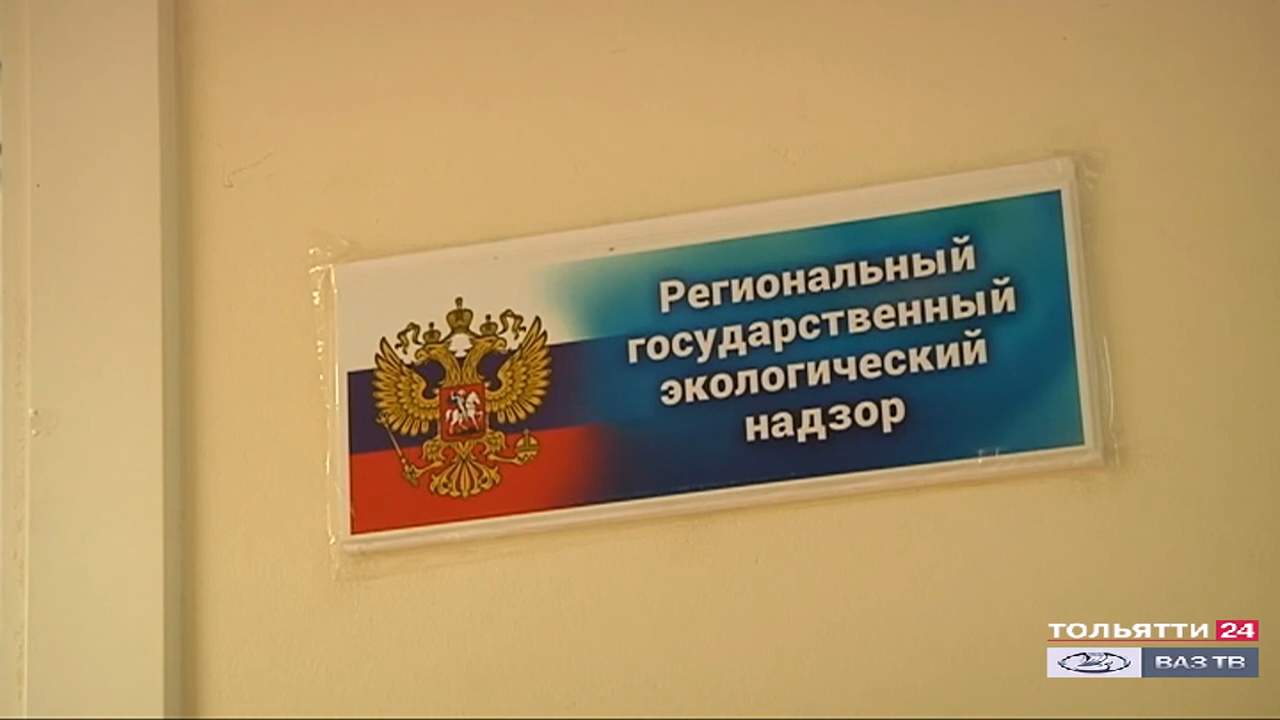 Региональный
государственный
экологический
надзор
ТОЛЬЯТТИ 24
ВАЗ ТВ